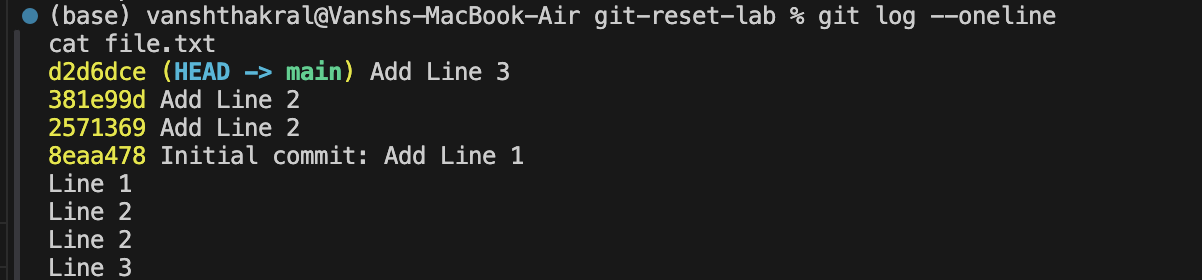 (base) vanshthakral@Vanshs-MacBook-Air git-reset-lab % git log --oneline
cat file.txt
d2d6dce (HEAD -> main) Add Line 3
381e99d Add Line 2
2571369 Add Line 2
8eaa478 Initial commit: Add Line 1
Line 1
Line 2
Line 2
Line 3